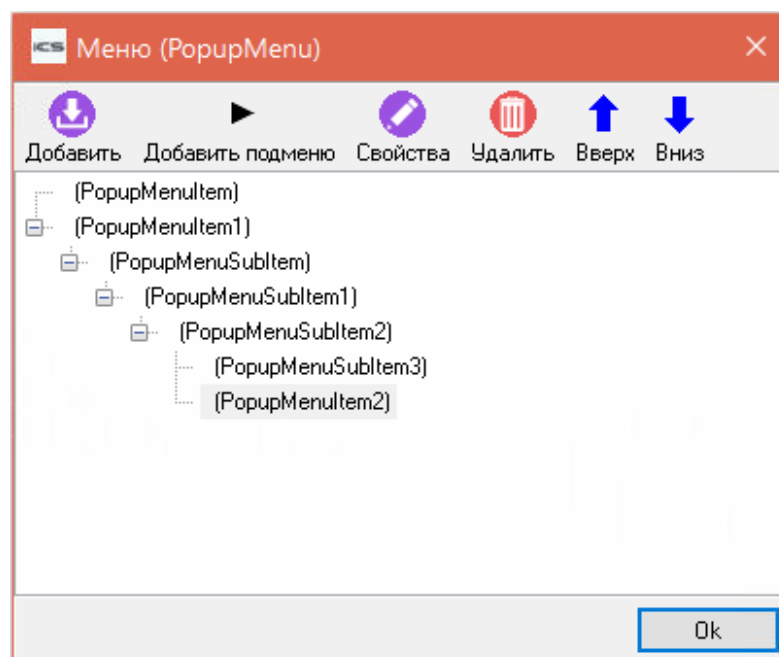 iCS Меню (PopupMenu)
Добавить Добавить подменю Свойства Удалить Вверх Вниз
(PopupMenuItem)
(PopupMenuItem1)
(PopupMenuSubItem)
(PopupMenuSubItem1)
(PopupMenuSubItem2)
(PopupMenuSubItem3)
(PopupMenuItem2)
Ok